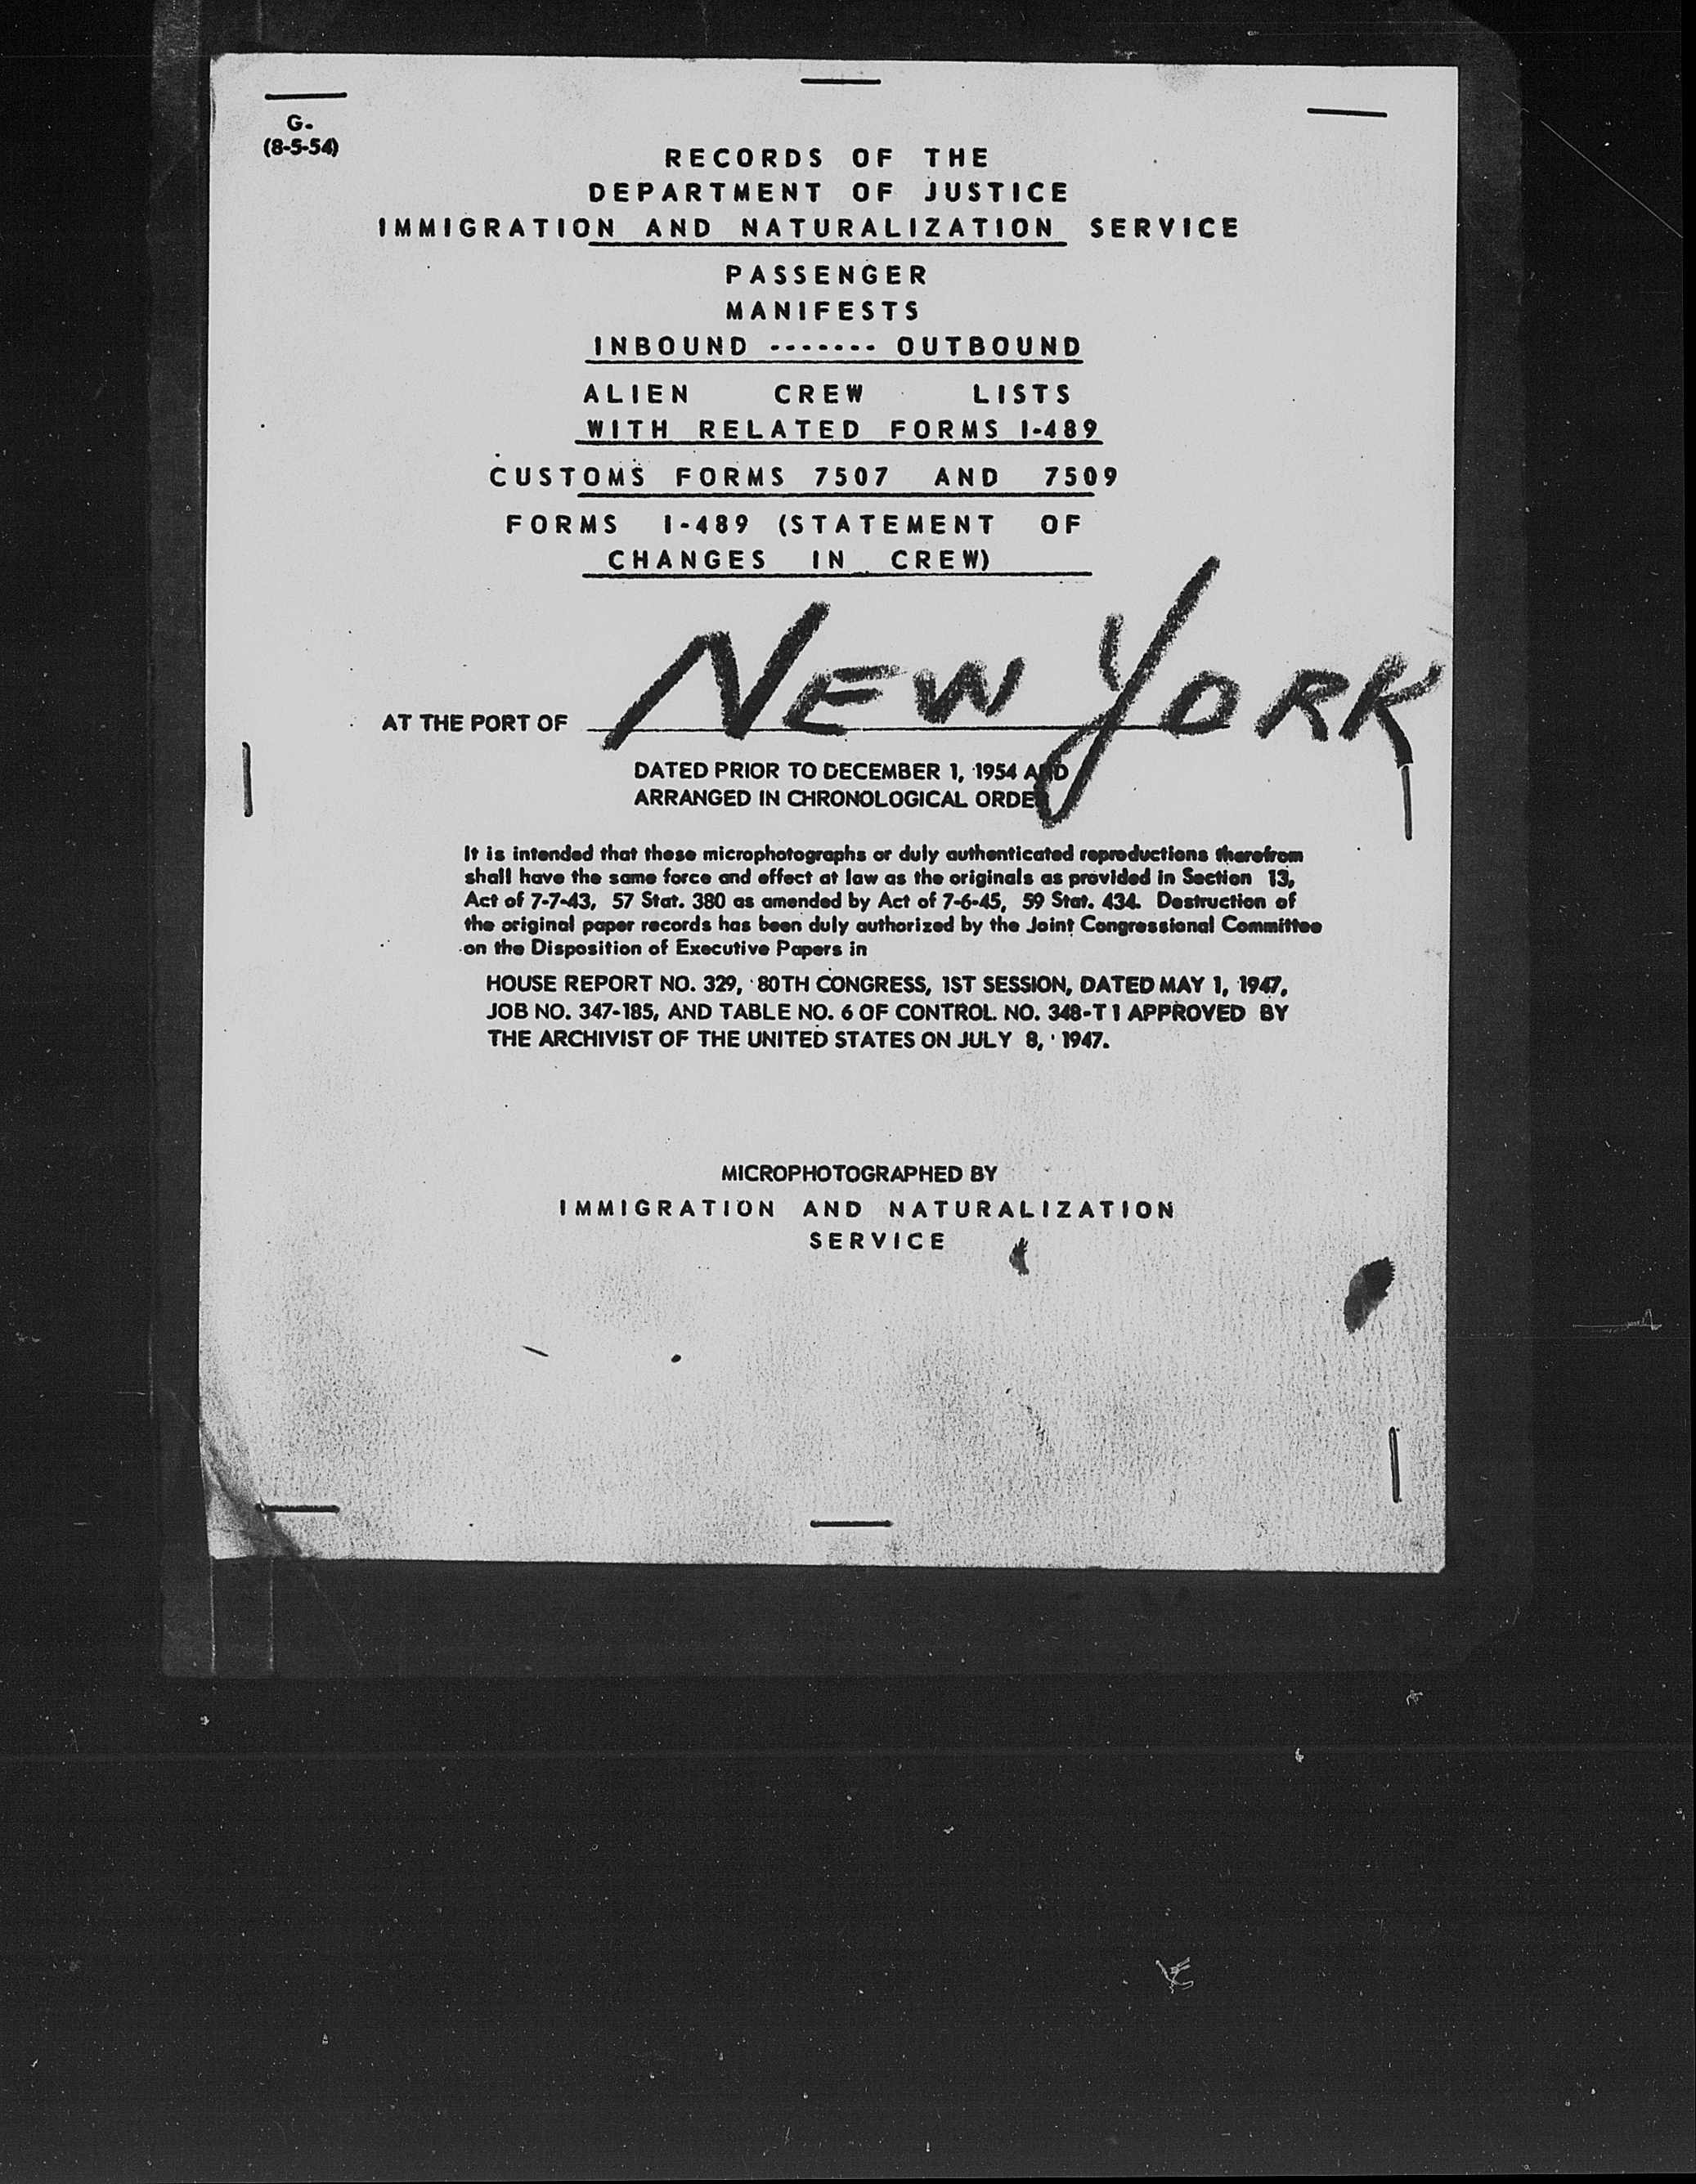 G.
(8-5-54)
RECORDS OF THE
DEPARTMENT OF JUSTICE
IMMIGRATION AND NATURALIZATION SERVICE
PASSENGER
MANIFESTS
INBOUND ------- OUTBOUND
ALIEN CREW LISTS
WITH RELATED FORMS I-489
CUSTOMS FORMS 7507 AND 7509
FORMS I-489 (STATEMENT OF
CHANGES IN CREW)
AT THE PORT OF NEW YORK
DATED PRIOR TO DECEMBER 1, 1954 AND
ARRANGED IN CHRONOLOGICAL ORDER
It is intended that these microphotographs or duly authenticated reproductions therefrom
shall have the same force and effect at law as the originals as provided in Section 13,
Act of 7-7-43, 57 Stat. 380 as amended by Act of 7-6-45, 59 Stat. 434. Destruction of
the original paper records has been duly authorized by the Joint Congressional Committee
on the Disposition of Executive Papers in
HOUSE REPORT NO. 329, 80TH CONGRESS, 1ST SESSION, DATED MAY 1, 1947,
JOB NO. 347-185, AND TABLE NO. 6 OF CONTROL NO. 348-T1 APPROVED BY
THE ARCHIVIST OF THE UNITED STATES ON JULY 8, 1947.
MICROPHOTOGRAPHED BY
IMMIGRATION AND NATURALIZATION
SERVICE